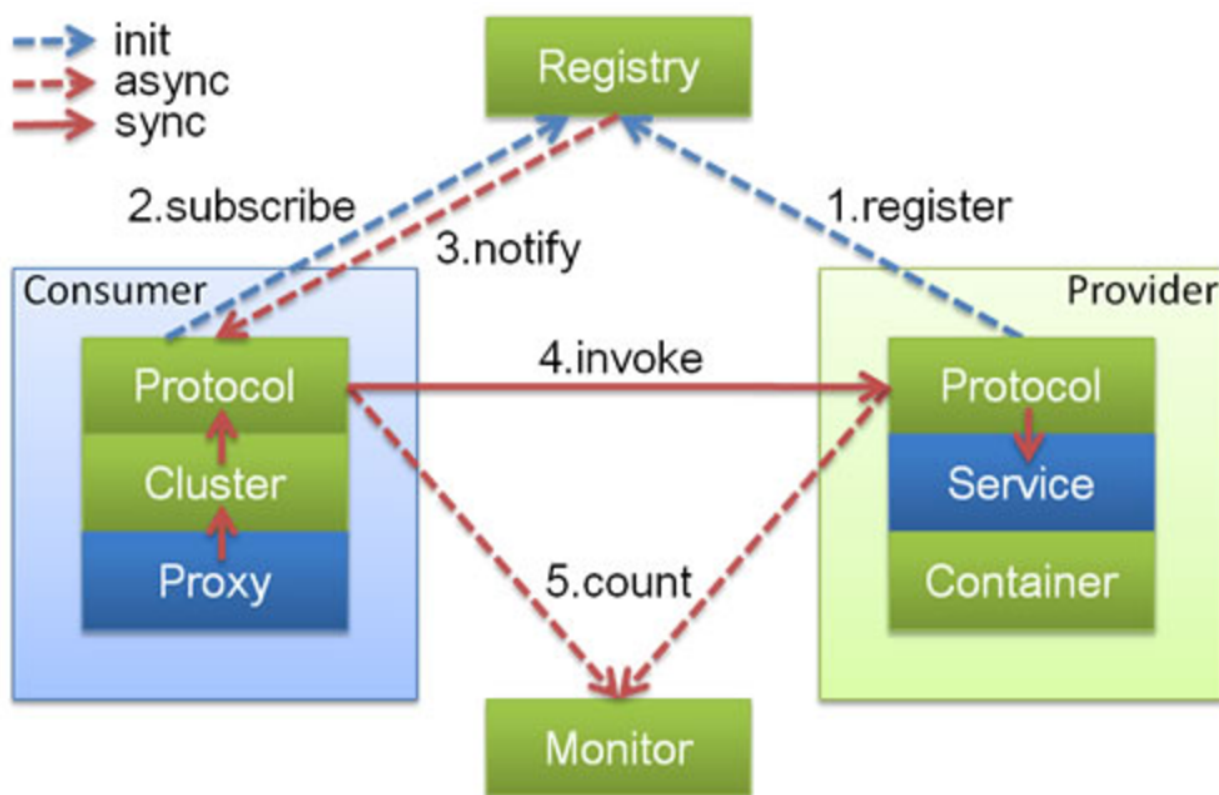 init
async
sync
Registry
2.subscribe
1.register
3.notify
Consumer
Provider
Protocol
4.invoke
Protocol
Cluster
Service
Proxy
5.count
Container
Monitor